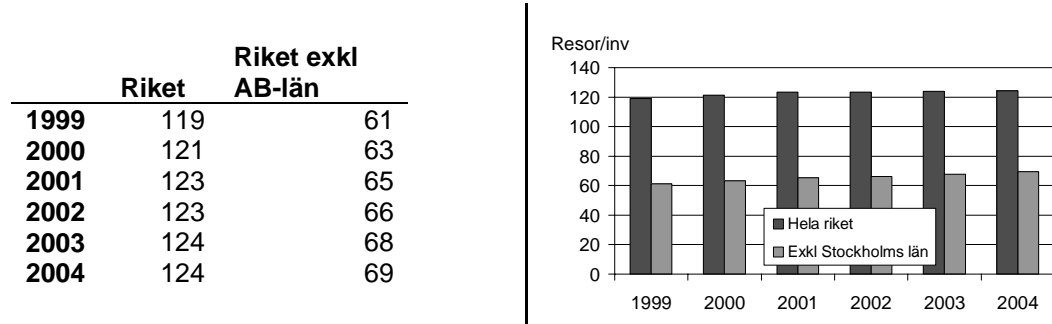 Riket exkl
Riket AB-län
1999 119 61
2000 121 63
2001 123 65
2002 123 66
2003 124 68
2004 124 69
Resor/inv
140
120
100
80
60
40
20
0
Hela riket
Exkl Stockholms län
1999 2000 2001 2002 2003 2004